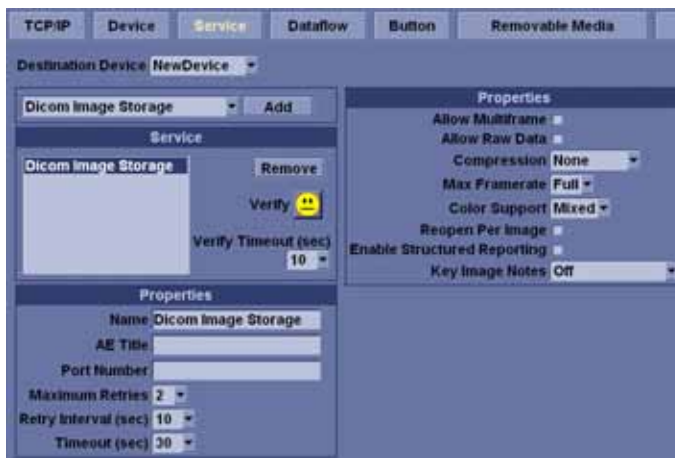 TCP/IP Device Service Dataflow Button Removable Media
Destination Device NewDevice
Dicom Image Storage Add
Service
Dicom Image Storage
Remove
Verify
Verify Timeout (sec)
10
Properties
Name Dicom Image Storage
AE Title
Port Number
Maximum Retries 2
Retry Interval (sec) 10
Timeout (sec) 30
Properties
Allow Multiframe
Allow Raw Data
Compression None
Max Framerate Full
Color Support Mixed
Reopen Per Image
Enable Structured Reporting
Key Image Notes Off